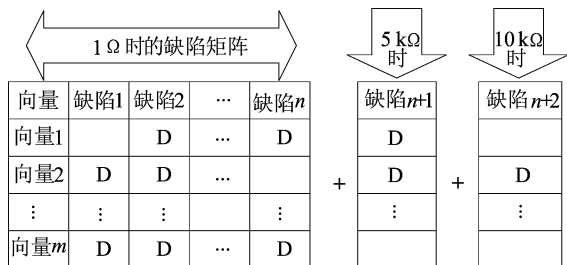 1 Ω时的缺陷矩阵
5 kΩ
时
10 kΩ
时
向量 缺陷1 缺陷2 … 缺陷n 缺陷n+1 缺陷n+2
向量1 D … D D
向量2 D D … + D + D
⋮ ⋮ ⋮ ⋮ ⋮ ⋮
向量m D D … D